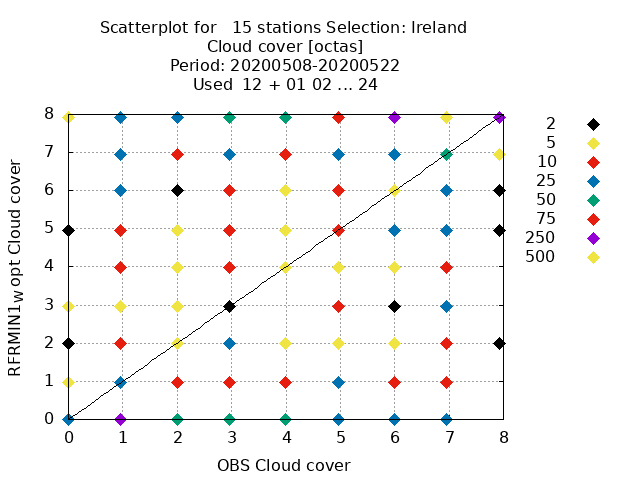 Scatterplot for   15 stations Selection: Ireland
Cloud cover [octas]
Period: 20200508-20200522
Used  12 + 01 02 ... 24
RFRMIN1w opt Cloud cover
8
7
6
5
4
3
2
1
0
0 1 2 3 4 5 6 7 8
OBS Cloud cover
2
5
10
25
50
75
250
500